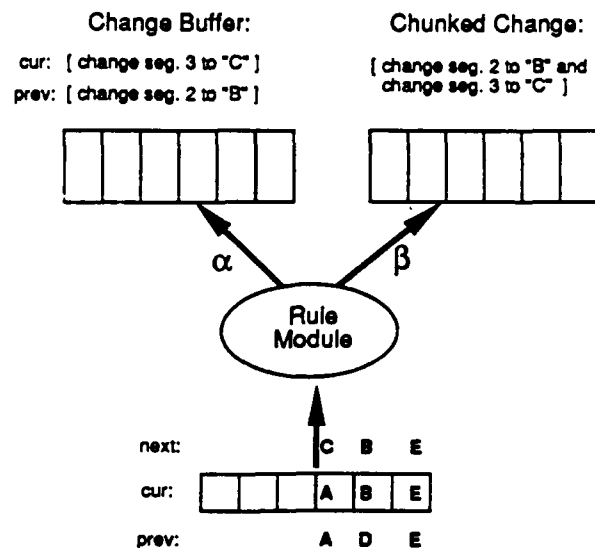 Change Buffer:
Chunked Change:
cur: [ change seg. 3 to "C" ]
prev: [ change seg. 2 to "B" ]
[ change seg. 2 to "B" and
change seg. 3 to "C" ]
α
β
Rule
Module
next: C B E
cur: A B E
prev: A D E